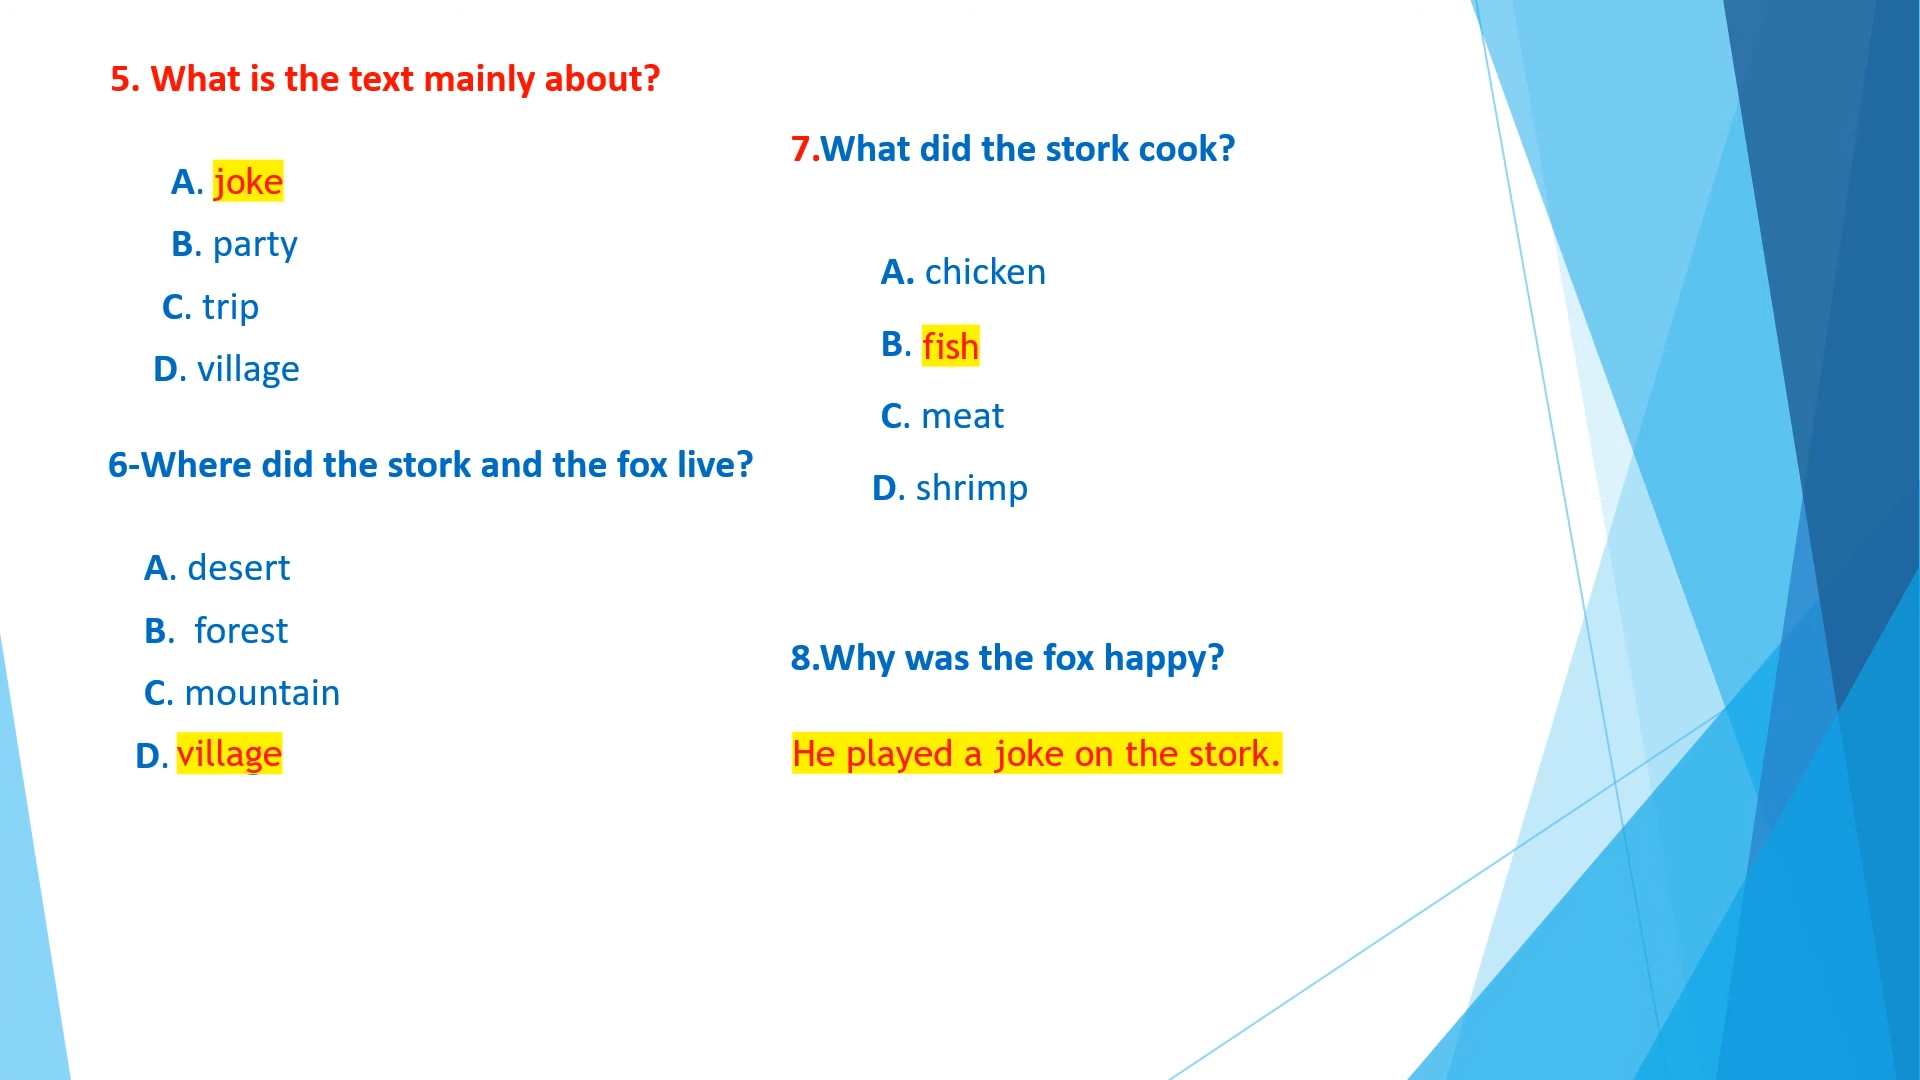 5. What is the text mainly about?
A. joke
B. party
C. trip
D. village
6-Where did the stork and the fox live?
A. desert
B. forest
C. mountain
D. village
7.What did the stork cook?
A. chicken
B. fish
C. meat
D. shrimp
8.Why was the fox happy?
He played a joke on the stork.